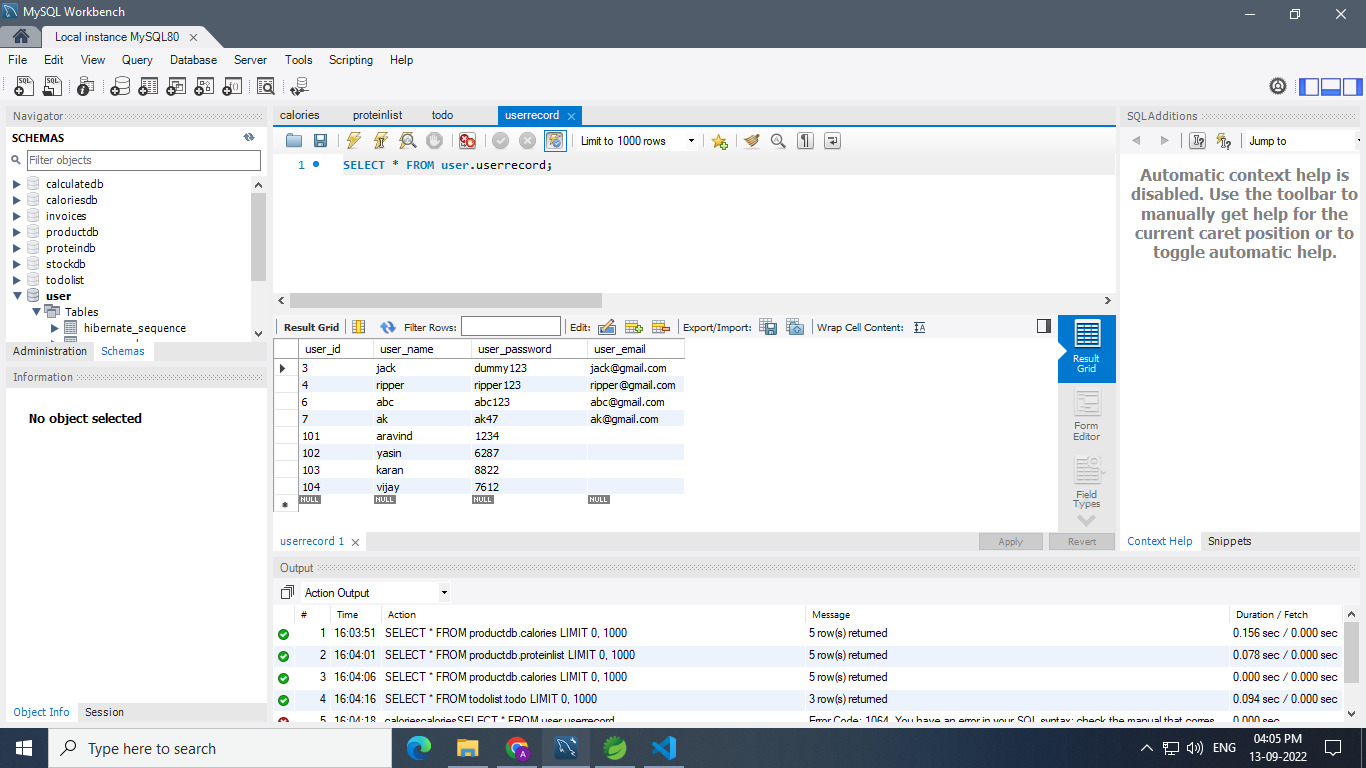 MySQL Workbench
Local instance MySQL80
File Edit View Query Database Server Tools Scripting Help
Navigator
SCHEMAS
Filter objects
calculatedb
caloriesdb
invoices
productdb
proteindb
stockdb
todolist
user
Tables
hibernate_sequence
Administration Schemas
Information
No object selected
Object Info Session
calories proteinlist todo userrecord
Limit to 1000 rows
1 SELECT * FROM user.userrecord;
Result Grid Filter Rows: Edit: Export/Import: Wrap Cell Content:
user_id user_name user_password user_email
3 jack dummy123 jack@gmail.com
4 ripper ripper123 ripper@gmail.com
6 abc abc123 abc@gmail.com
7 ak ak47 ak@gmail.com
101 aravind 1234
102 yasin 6287
103 karan 8822
104 vijay 7612
NULL NULL NULL NULL
Result
Grid
Form
Editor
Field
Types
userrecord 1 Apply Revert
SQLAdditions
Jump to
Automatic context help is
disabled. Use the toolbar to
manually get help for the
current caret position or to
toggle automatic help.
Context Help Snippets
Output
Action Output
# Time Action Message Duration / Fetch
1 16:03:51 SELECT * FROM productdb.calories LIMIT 0, 1000 5 row(s) returned 0.156 sec / 0.000 sec
2 16:04:01 SELECT * FROM productdb.proteinlist LIMIT 0, 1000 5 row(s) returned 0.078 sec / 0.000 sec
3 16:04:06 SELECT * FROM productdb.calories LIMIT 0, 1000 5 row(s) returned 0.000 sec / 0.000 sec
4 16:04:16 SELECT * FROM todolist.todo LIMIT 0, 1000 3 row(s) returned 0.094 sec / 0.000 sec
5 16:04:18 caloriescaloriesSELECT * FROM user.userrecord Error Code: 1064. You have an error in your SQL syntax; check the manual that corres... 0.000 sec
Type here to search
ENG
04:05 PM
13-09-2022